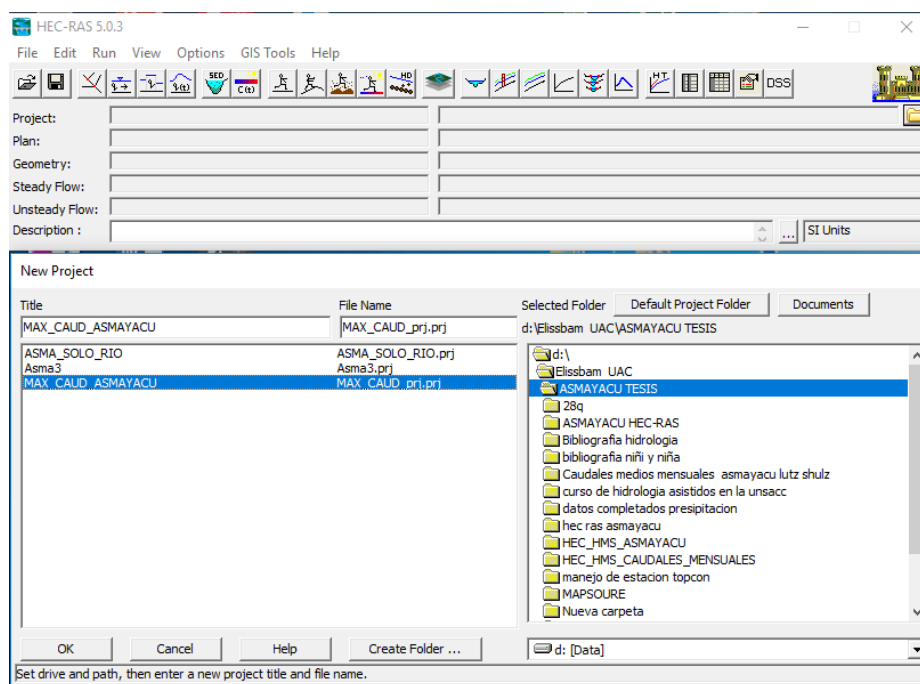 HEC-RAS 5.0.3
File Edit Run View Options GIS Tools Help
SED HD HT DSS
S(t) C(t)
Project:
Plan:
Geometry:
Steady Flow:
Unsteady Flow:
Description : ... SI Units
New Project
Title File Name Selected Folder Default Project Folder Documents
MAX_CAUD_ASMAYACU MAX_CAUD_prj.prj d:\Elissbam UAC\ASMAYACU TESIS
ASMA_SOLO_RIO ASMA_SOLO_RIO.prj d:\
Asma3 Asma3.prj Elissbam UAC
MAX_CAUD_ASMAYACU MAX_CAUD_prj.prj ASMAYACU TESIS
28q
ASMAYACU HEC-RAS
Bibliografia hidrologia
bibliografia niñi y niña
Caudales medios mensuales asmayacu lutz shulz
curso de hidrologia asistidos en la unsacc
datos completados presipitacion
hec ras asmayacu
HEC_HMS_ASMAYACU
HEC_HMS_CAUDALES_MENSUALES
manejo de estacion topcon
MAPSOURE
Nueva carpeta
OK Cancel Help Create Folder ... d: [Data]
Set drive and path, then enter a new project title and file name.